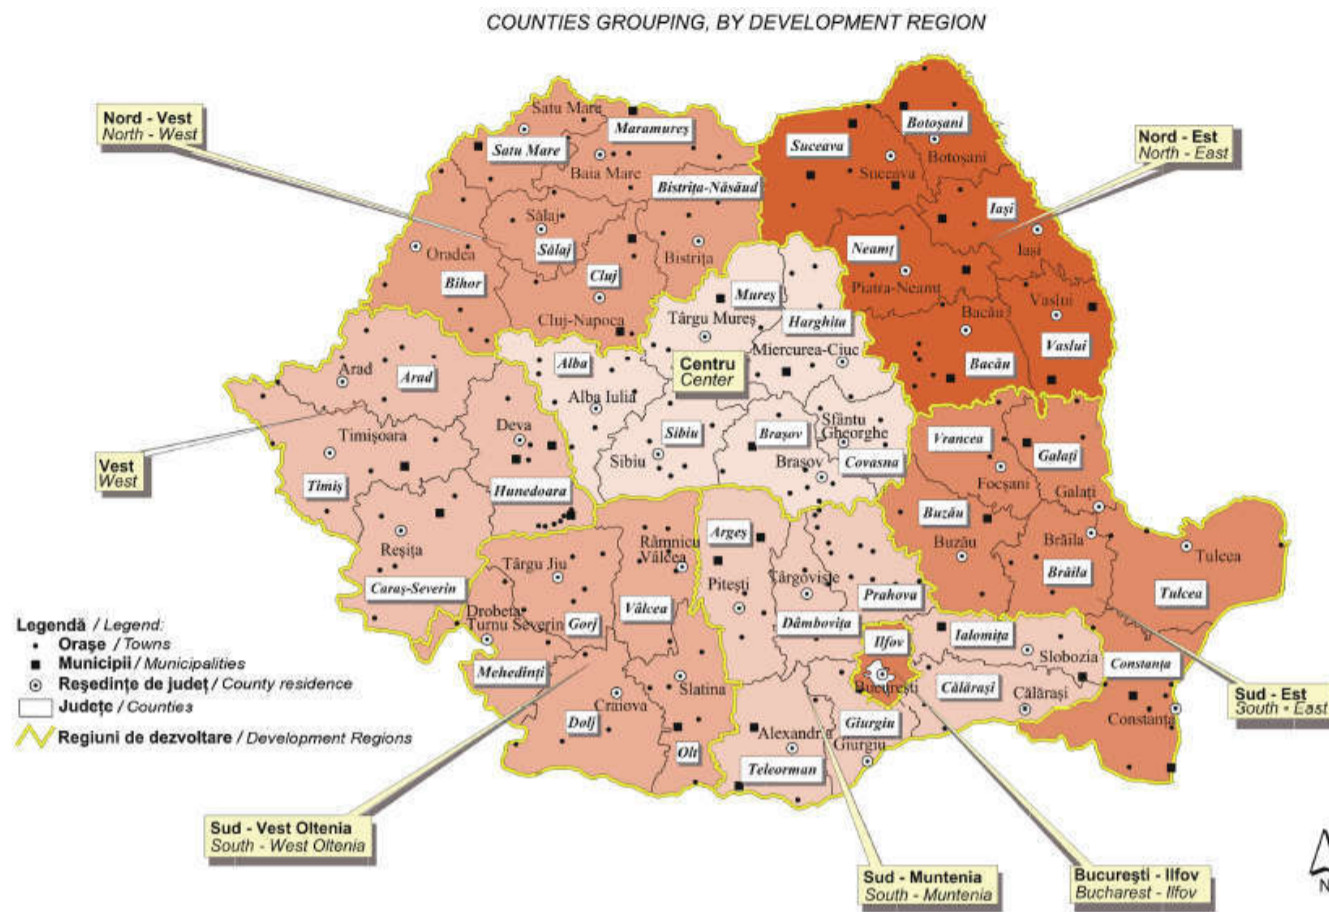 COUNTIES GROUPING, BY DEVELOPMENT REGION
Nord - Vest
North - West
Nord - Est
North - East
Satu Mare
Maramureș
Satu Mare
Baia Mare
Bistrița-Năsăud
Botoșani
Suceava
Botoșani
Suceava
Iași
Iași
Sălaj
Sălaj
Oradea
Bihor
Cluj
Bistrița
Cluj-Napoca
Neamț
Piatra-Neamț
Vaslui
Bacău
Bacău
Vaslui
Mureș
Târgu Mureș
Harghita
Miercurea-Ciuc
Centru
Center
Alba
Alba Iulia
Arad
Arad
Timișoara
Deva
Sibiu
Sibiu
Brașov
Brașov
Sfântu
Gheorghe
Covasna
Vrancea
Focșani
Galați
Galați
Vest
West
Timiș
Hunedoara
Reșița
Caraș-Severin
Argeș
Pitești
Râmnicu
Vâlcea
Târgu Jiu
Târgoviște
Prahova
Buzău
Buzău
Brăila
Brăila
Tulcea
Tulcea
Drobeta
Turnu Severin
Gorj
Vâlcea
Dâmbovița
Ilfov
Ialomița
Slobozia
Constanța
Mehedinți
Slatina
Craiova
București
Călărași
Călărași
Constanța
Dolj
Olt
Alexandria
Giurgiu
Giurgiu
Teleorman
Sud - Est
South - East
Legendă / Legend:
Orașe / Towns
Municipii / Municipalities
Reședințe de județ / County residence
Județe / Counties
Regiuni de dezvoltare / Development Regions
Sud - Vest Oltenia
South - West Oltenia
Sud - Muntenia
South - Muntenia
București - Ilfov
Bucharest - Ilfov
N